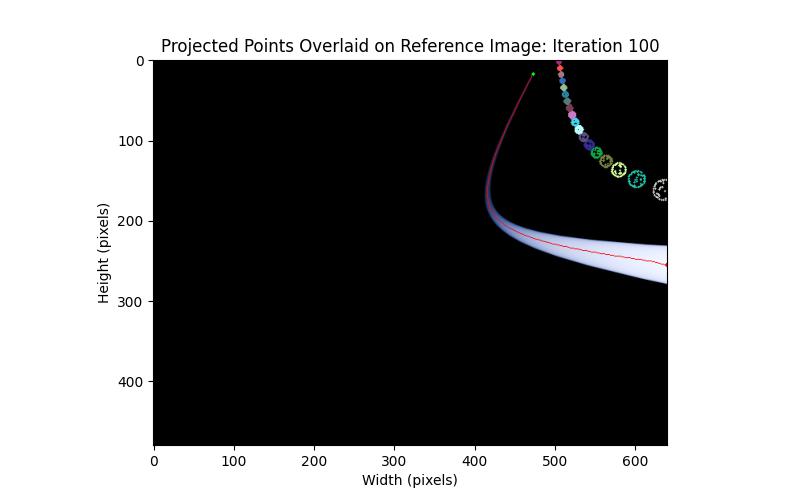 Projected Points Overlaid on Reference Image: Iteration 100
0
100
200
300
400
Height (pixels)
0 100 200 300 400 500 600
Width (pixels)